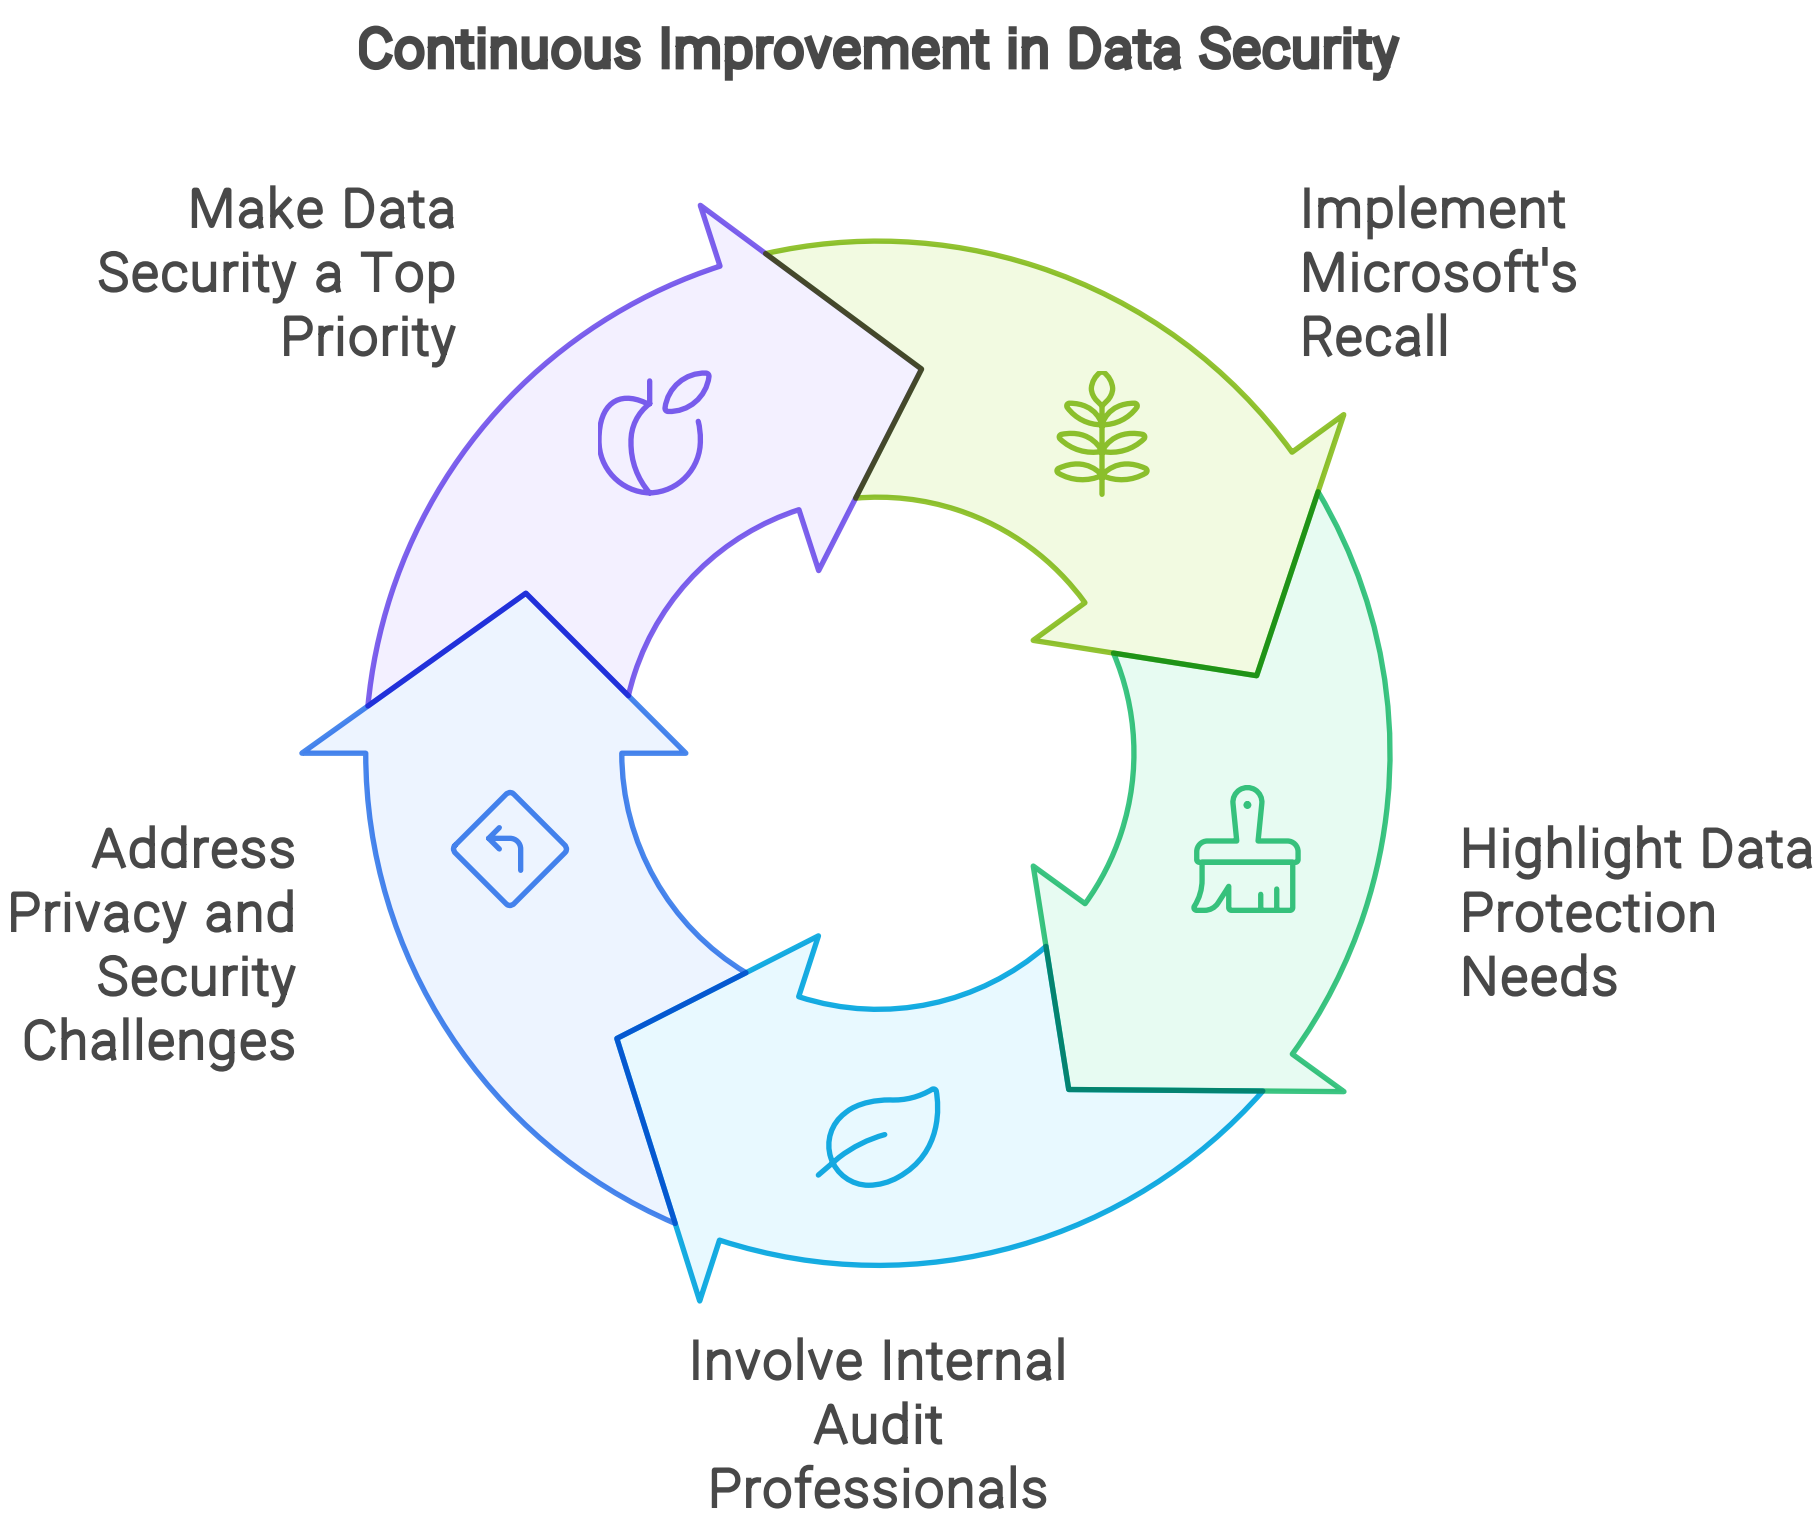 Continuous Improvement in Data Security
Make Data
Security a Top
Priority
Implement
Microsoft's
Recall
Address
Privacy and
Security
Challenges
Highlight Data
Protection
Needs
Involve Internal
Audit
Professionals